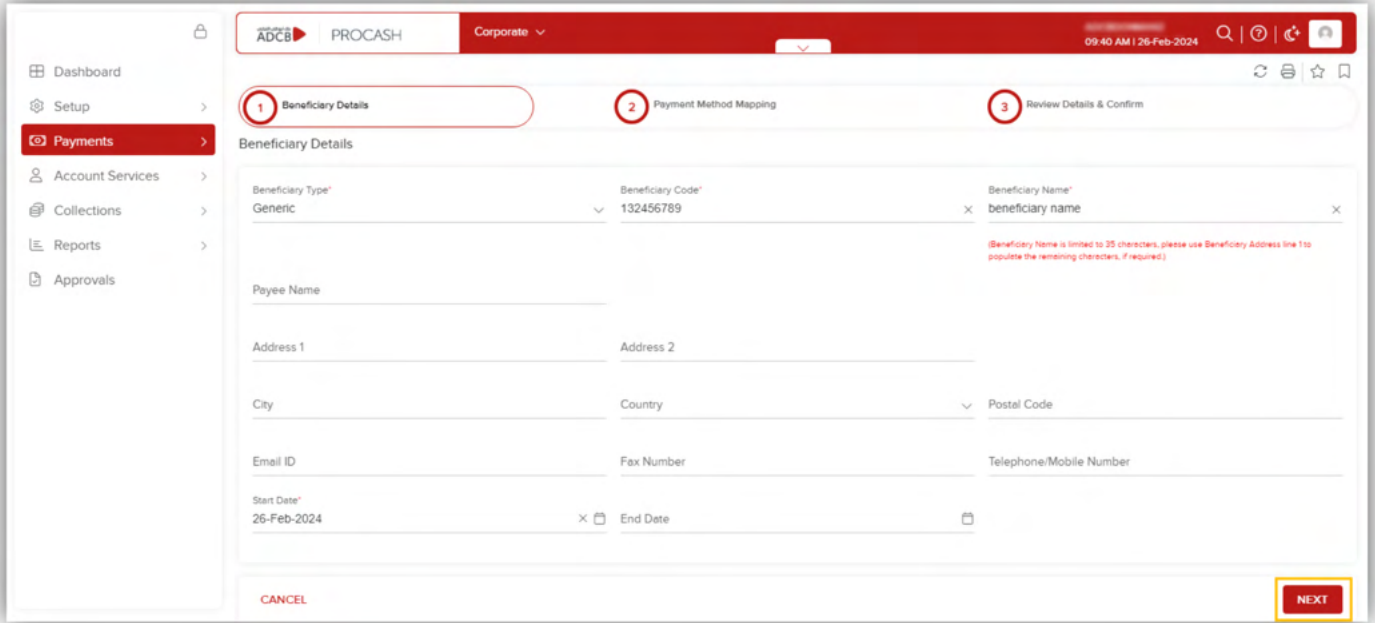 ADCB
PROCASH
Corporate
09:40 AM | 26-Feb-2024
Dashboard
Setup
Payments
Account Services
Collections
Reports
Approvals
1 Beneficiary Details
2 Payment Method Mapping
3 Review Details & Confirm
Beneficiary Details
Beneficiary Type*
Generic
Beneficiary Code*
132456789
Beneficiary Name*
beneficiary name
(Beneficiary Name is limited to 35 characters, please use Beneficiary Address line 1 to
populate the remaining characters, if required.)
Payee Name
Address 1
Address 2
City
Country
Postal Code
Email ID
Fax Number
Telephone/Mobile Number
Start Date*
26-Feb-2024
End Date
CANCEL
NEXT